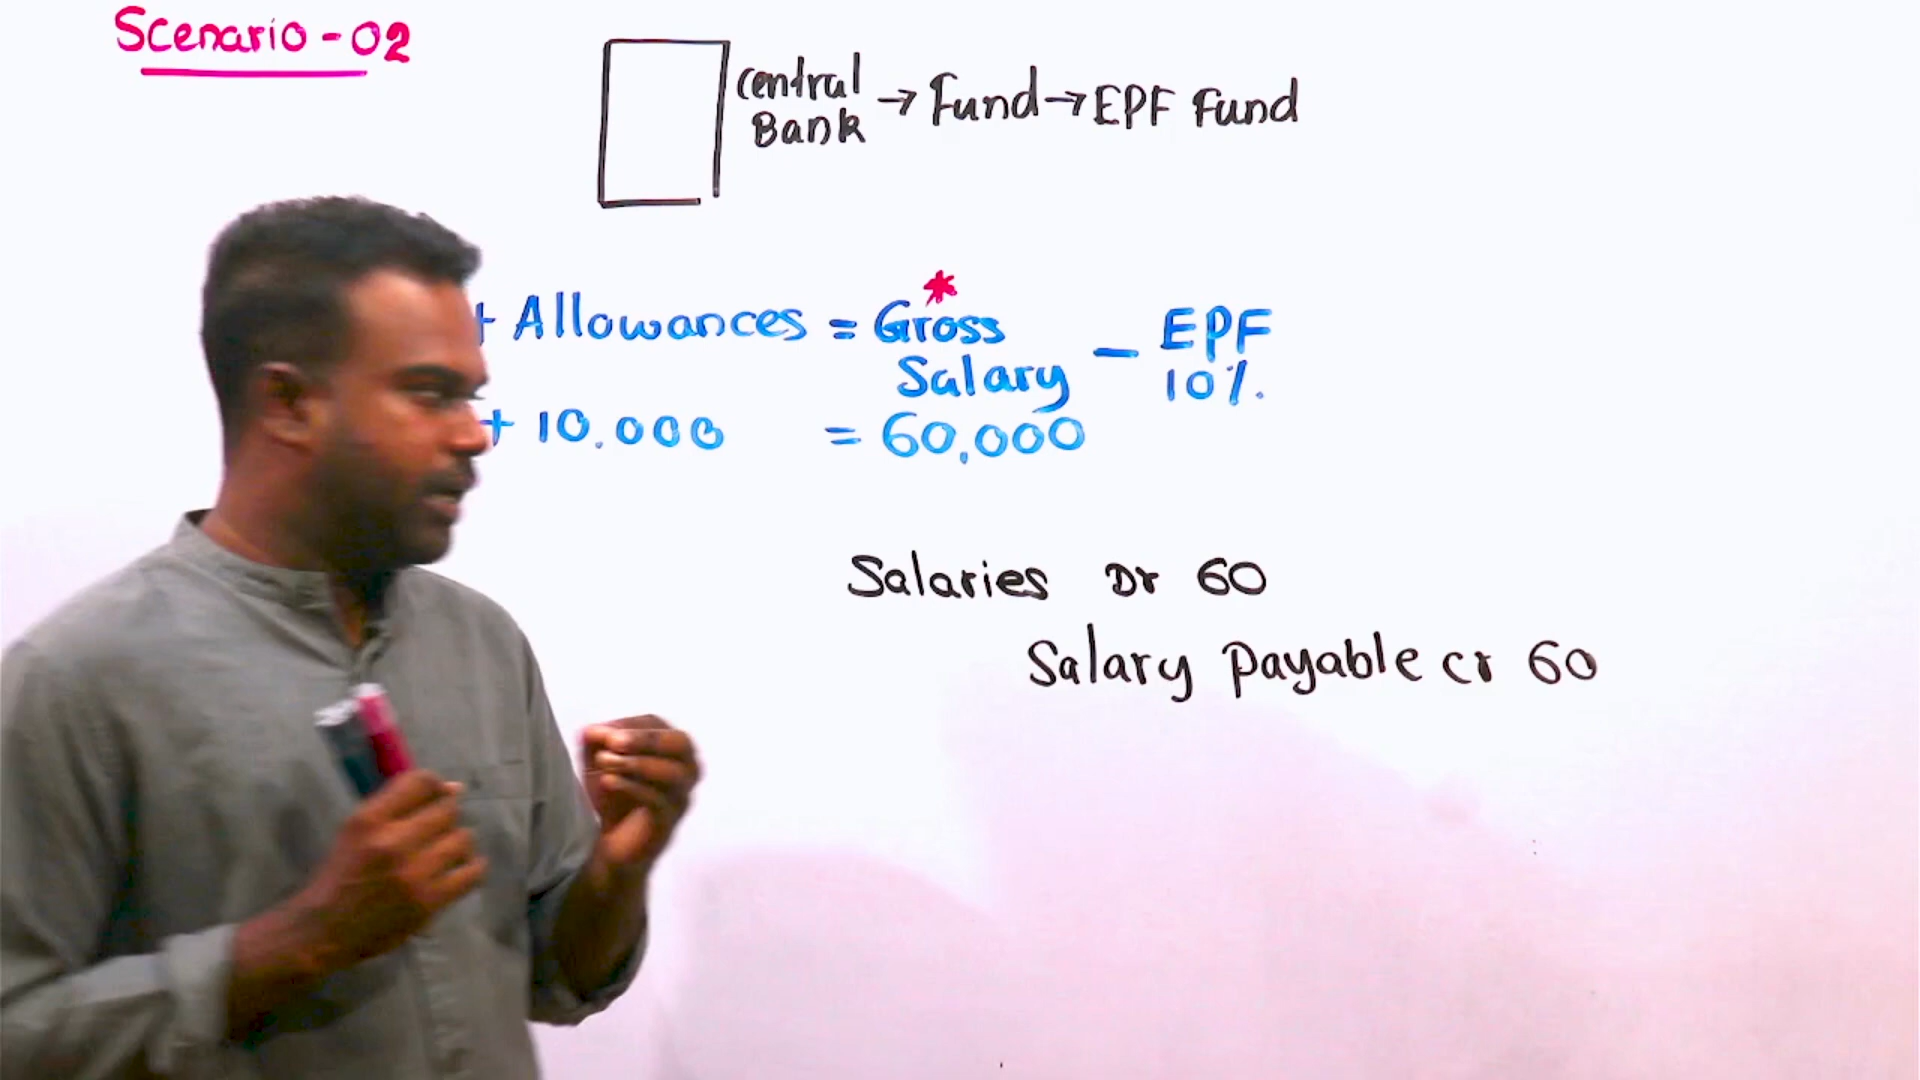 Scenario-02
Central Bank → Fund → EPF Fund
+ Allowances = Gross Salary - EPF 10%.
+ 10.000 = 60,000
Salaries Dr 60
Salary Payable cr 60